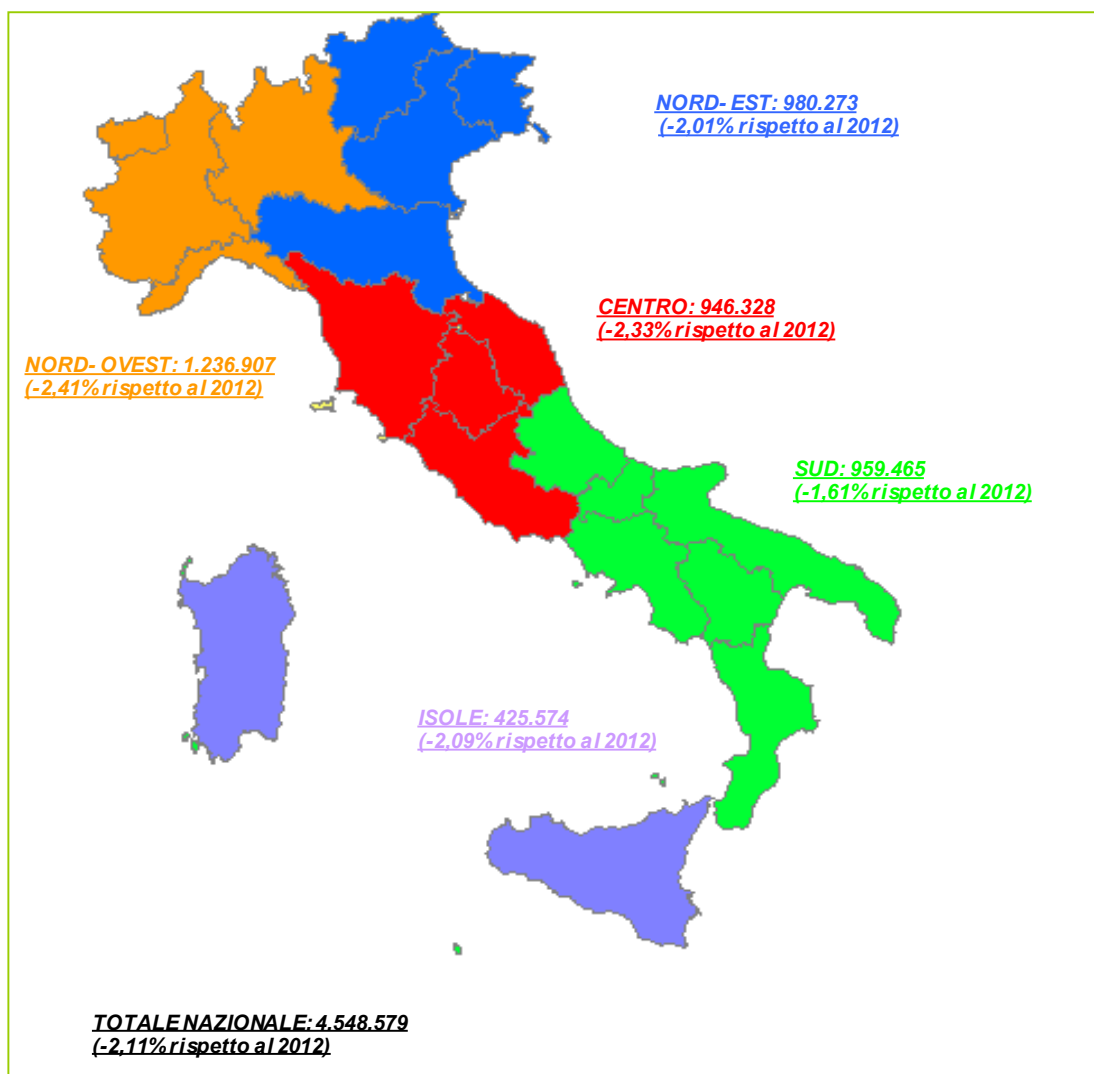 NORD- EST: 980.273
(-2,01% rispetto al 2012)
CENTRO: 946.328
(-2,33% rispetto al 2012)
NORD- OVEST: 1.236.907
(-2,41% rispetto al 2012)
SUD: 959.465
(-1,61% rispetto al 2012)
ISOLE: 425.574
(-2,09% rispetto al 2012)
TOTALE NAZIONALE: 4.548.579
(-2,11% rispetto al 2012)